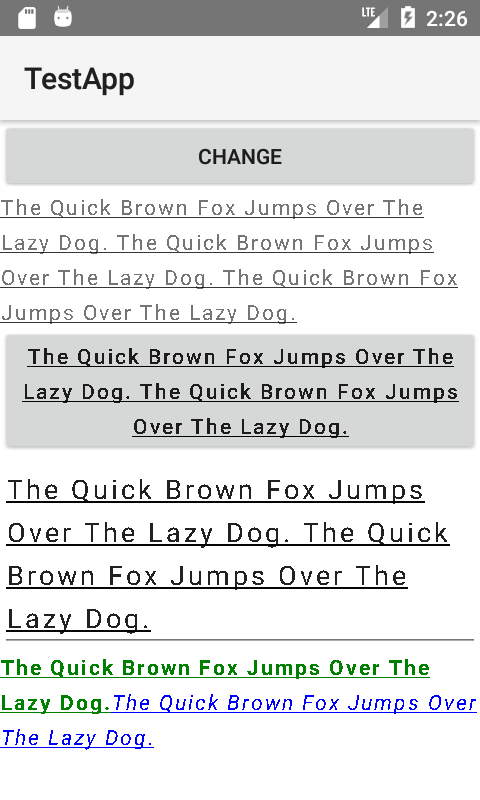 LTE 2:26
TestApp
CHANGE
The Quick Brown Fox Jumps Over The
Lazy Dog. The Quick Brown Fox Jumps
Over The Lazy Dog. The Quick Brown Fox
Jumps Over The Lazy Dog.
The Quick Brown Fox Jumps Over The
Lazy Dog. The Quick Brown Fox Jumps
Over The Lazy Dog.
The Quick Brown Fox Jumps
Over The Lazy Dog. The Quick
Brown Fox Jumps Over The
Lazy Dog.
The Quick Brown Fox Jumps Over The
Lazy Dog.The Quick Brown Fox Jumps Over
The Lazy Dog.